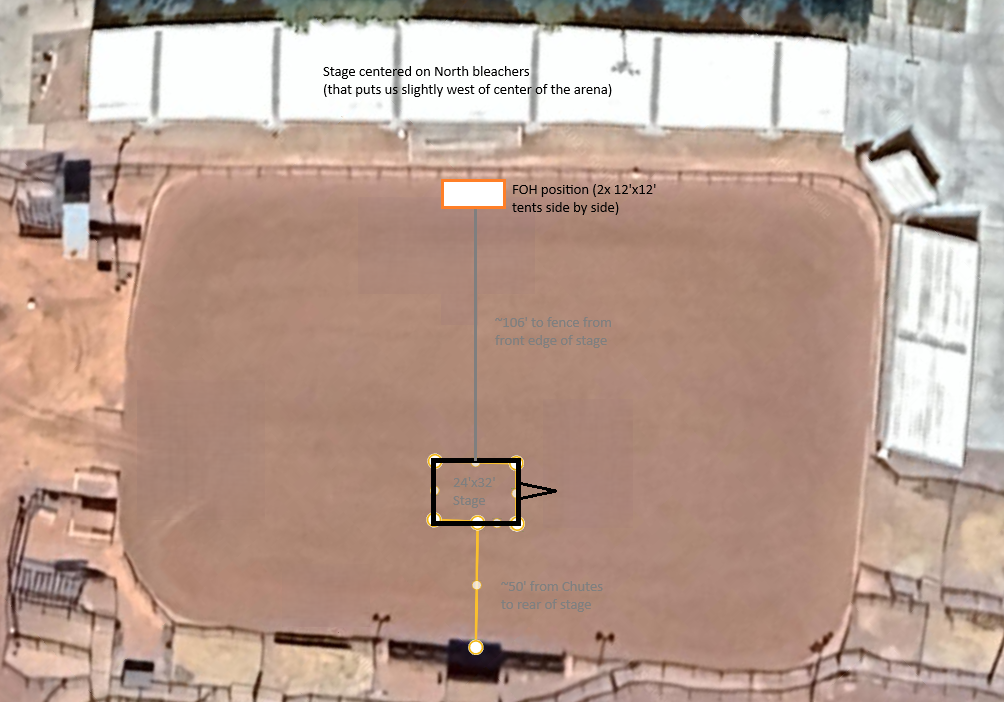 Stage centered on North bleachers
(that puts us slightly west of center of the arena)
FOH position (2x 12'x12'
tents side by side)
~106' to fence from
front edge of stage
24'x32'
Stage
~50' from Chutes
to rear of stage